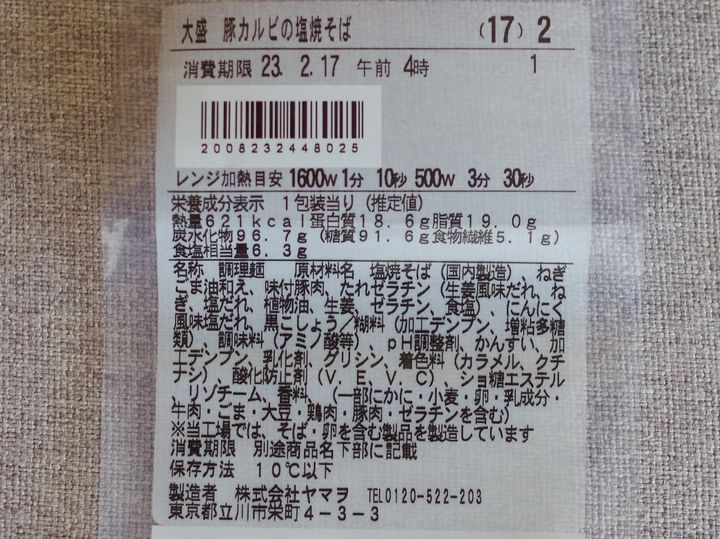 大盛　豚カルビの塩焼そば　(17) 2
消費期限 23. 2.17 午前 4時　1
2008232448025
レンジ加熱目安 1600W 1分 10秒 500W 3分 30秒
栄養成分表示　1包装当り（推定値）
熱量621kcal蛋白質18.6g脂質19.0g
炭水化物96.7g（糖質91.6g食物繊維5.1g）
食塩相当量6.3g
名称　調理麺　原材料名　塩焼そば（国内製造）、ねぎ
ごま油和え、味付豚肉、たれゼラチン（生姜風味だれ、ね
ぎ、塩だれ、植物油、生姜、ゼラチン、食塩）、にんにく
風味塩だれ、黒こしょう／糊料（加工デンプン、増粘多糖
類）、調味料（アミノ酸等）　pH調整剤、かんすい、加
工デンプン、乳化剤、グリシン、着色料（カラメル、クチ
ナシ）　酸化防止剤（V．E、V．C）、ショ糖エステル
、リゾチーム、香料、（一部にかに・小麦・卵・乳成分・
牛肉・ごま・大豆・鶏肉・豚肉・ゼラチンを含む）
※当工場では、そば・卵を含む製品を製造しています
消費期限　別途商品名下部に記載
保存方法　10℃以下
製造者　株式会社ヤマヲ　TEL0120-522-203
東京都立川市栄町4－3－3